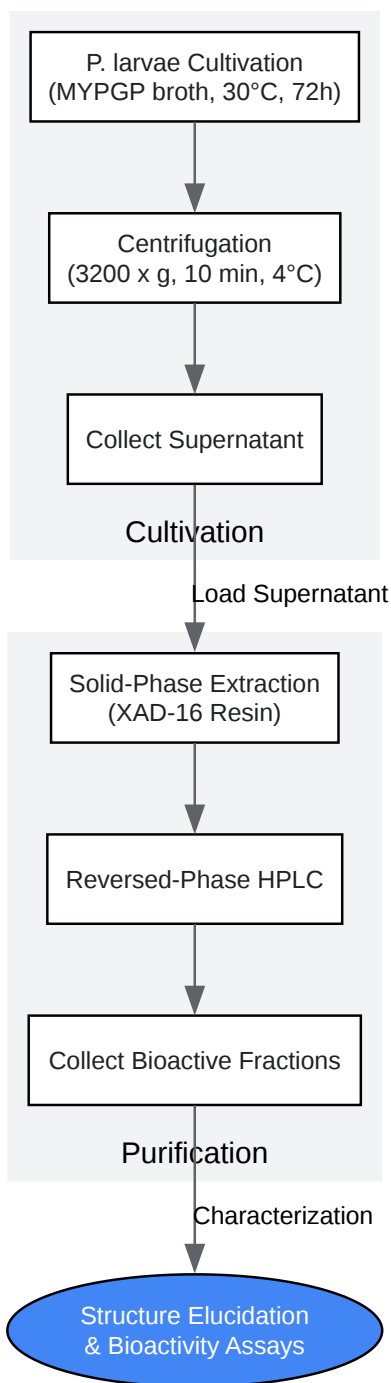 P. larvae Cultivation
(MYPGP broth, 30°C, 72h)
Centrifugation
(3200 x g, 10 min, 4°C)
Collect Supernatant
Cultivation
Load Supernatant
Solid-Phase Extraction
(XAD-16 Resin)
Reversed-Phase HPLC
Collect Bioactive Fractions
Purification
Characterization
Structure Elucidation
& Bioactivity Assays